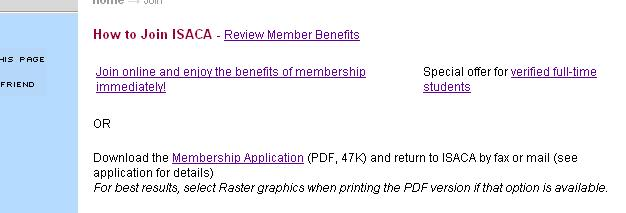 home → Join
How to Join ISACA - Review Member Benefits
HIS PAGE
Join online and enjoy the benefits of membership
immediately!
Special offer for verified full-time
students
FRIEND
OR
Download the Membership Application (PDF, 47K) and return to ISACA by fax or mail (see
application for details)
For best results, select Raster graphics when printing the PDF version if that option is available.